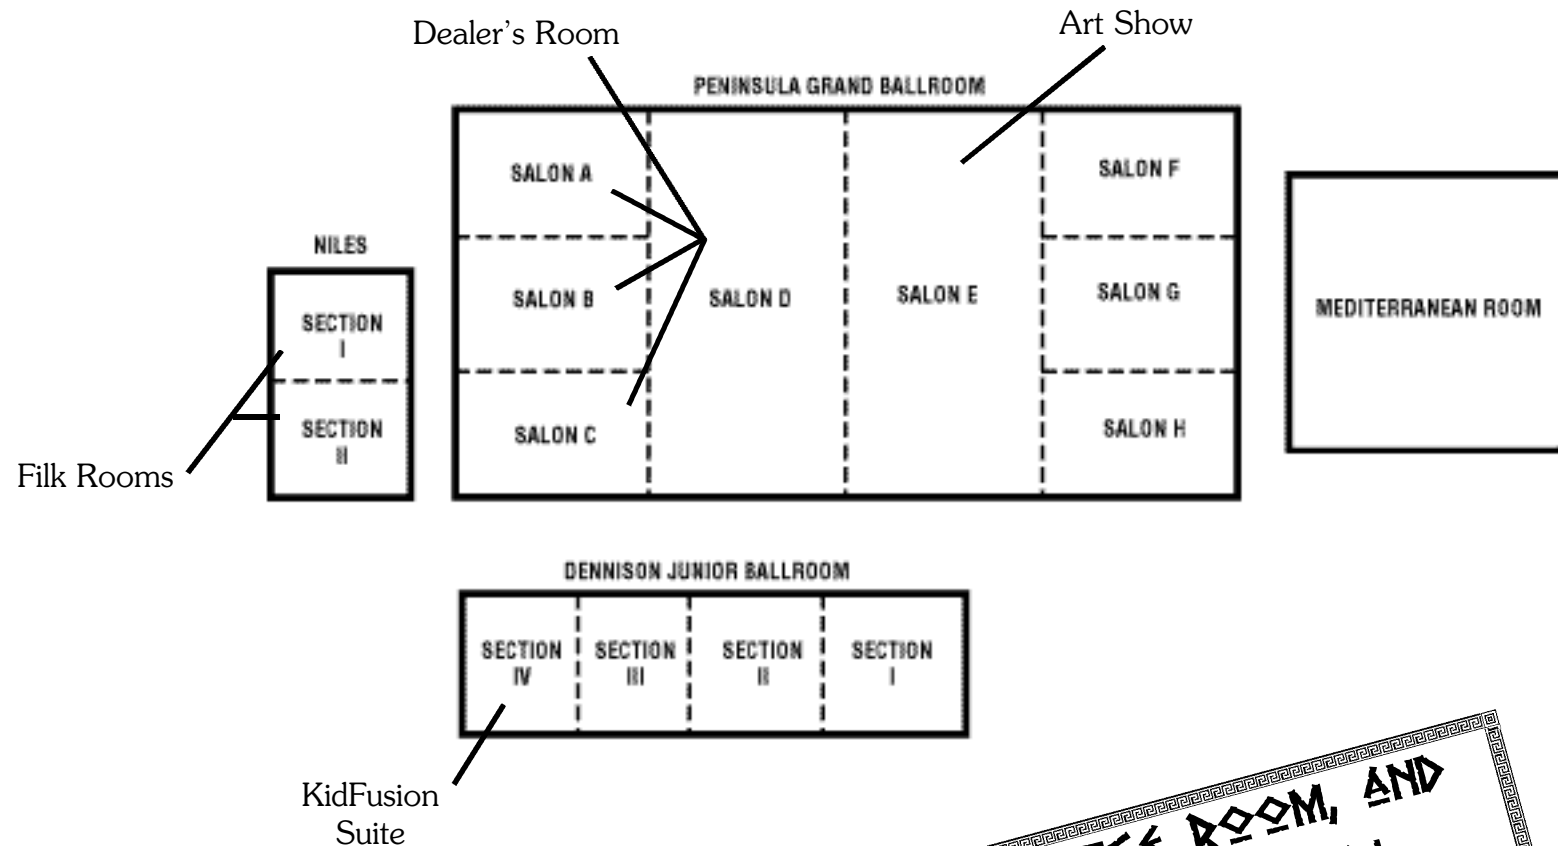 Dealer's Room
Art Show
PENINSULA GRAND BALLROOM
SALON A
SALON F
NILES
SALON B
SALON D
SALON E
SALON G
MEDITERRANEAN ROOM
SECTION
I
SECTION
II
SALON C
SALON H
Filk Rooms
DENNISON JUNIOR BALLROOM
SECTION
IV
SECTION
III
SECTION
II
SECTION
I
KidFusion
Suite
ROOM, AND